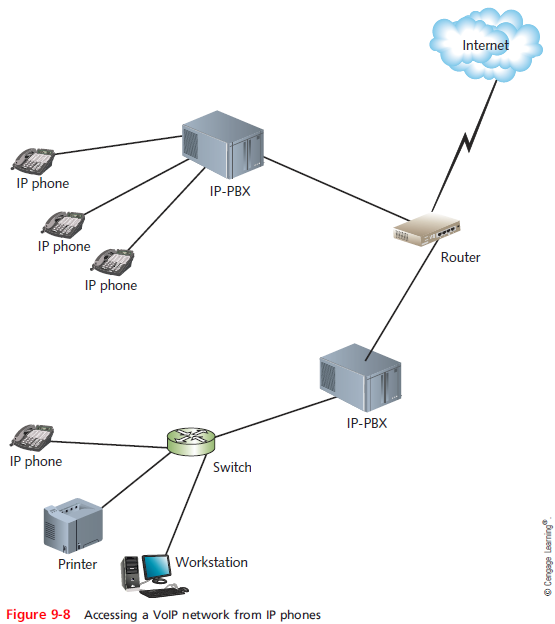 Internet
IP phone
IP-PBX
IP phone
Router
IP phone
IP-PBX
IP phone
Switch
Printer
Workstation
© Cengage Learning®.
Figure 9-8 Accessing a VoIP network from IP phones